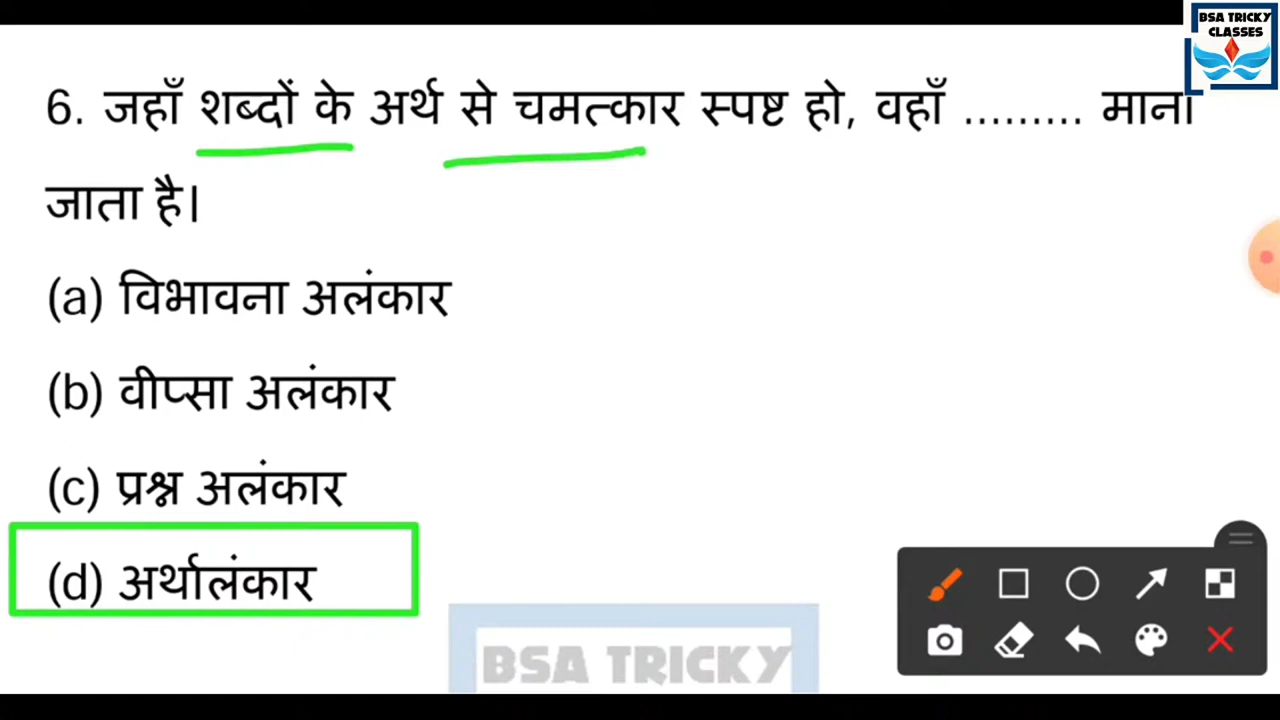 BSA TRICKY
CLASSES
6. जहाँ शब्दों के अर्थ से चमत्कार स्पष्ट हो, वहाँ ......... माना
जाता है।
(a) विभावना अलंकार
(b) वीप्सा अलंकार
(c) प्रश्न अलंकार
(d) अर्थालंकार
BSA TRICKY